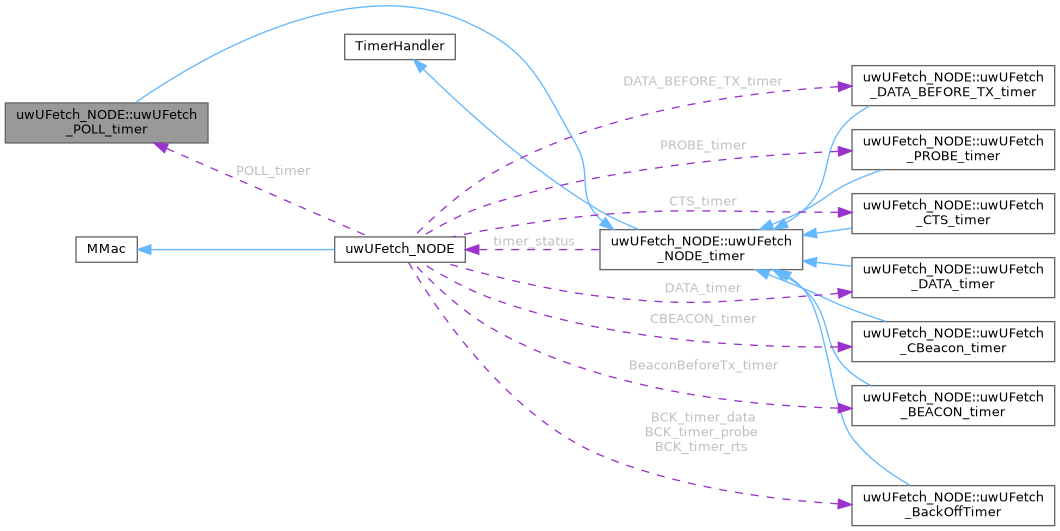 TimerHandler
DATA_BEFORE_TX_timer
uwUFetch_NODE::uwUFetch
_DATA_BEFORE_TX_timer
uwUFetch_NODE::uwUFetch
_POLL_timer
PROBE_timer
uwUFetch_NODE::uwUFetch
_PROBE_timer
POLL_timer
CTS_timer
uwUFetch_NODE::uwUFetch
_CTS_timer
MMac
uwUFetch_NODE
timer_status
uwUFetch_NODE::uwUFetch
_NODE_timer
DATA_timer
uwUFetch_NODE::uwUFetch
_DATA_timer
CBEACON_timer
uwUFetch_NODE::uwUFetch
_CBeacon_timer
BeaconBeforeTx_timer
uwUFetch_NODE::uwUFetch
_BEACON_timer
BCK_timer_data
BCK_timer_probe
BCK_timer_rts
uwUFetch_NODE::uwUFetch
_BackOffTimer